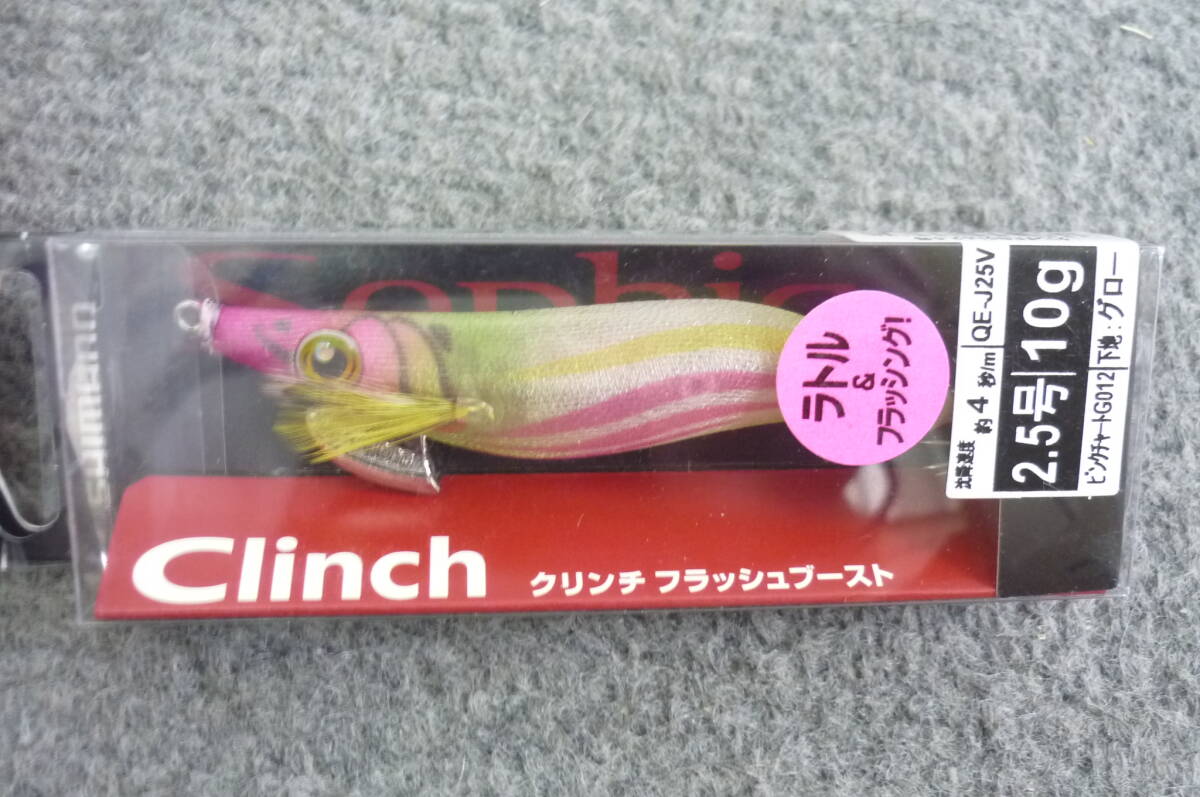 SHIMANO
Sephia
ラトル
&
フラッシング!
沈降速度 約4秒/m QE-J25V
2.5号 10g
ピンクチャートG012 下地:グロー
Clinch クリンチ フラッシュブースト